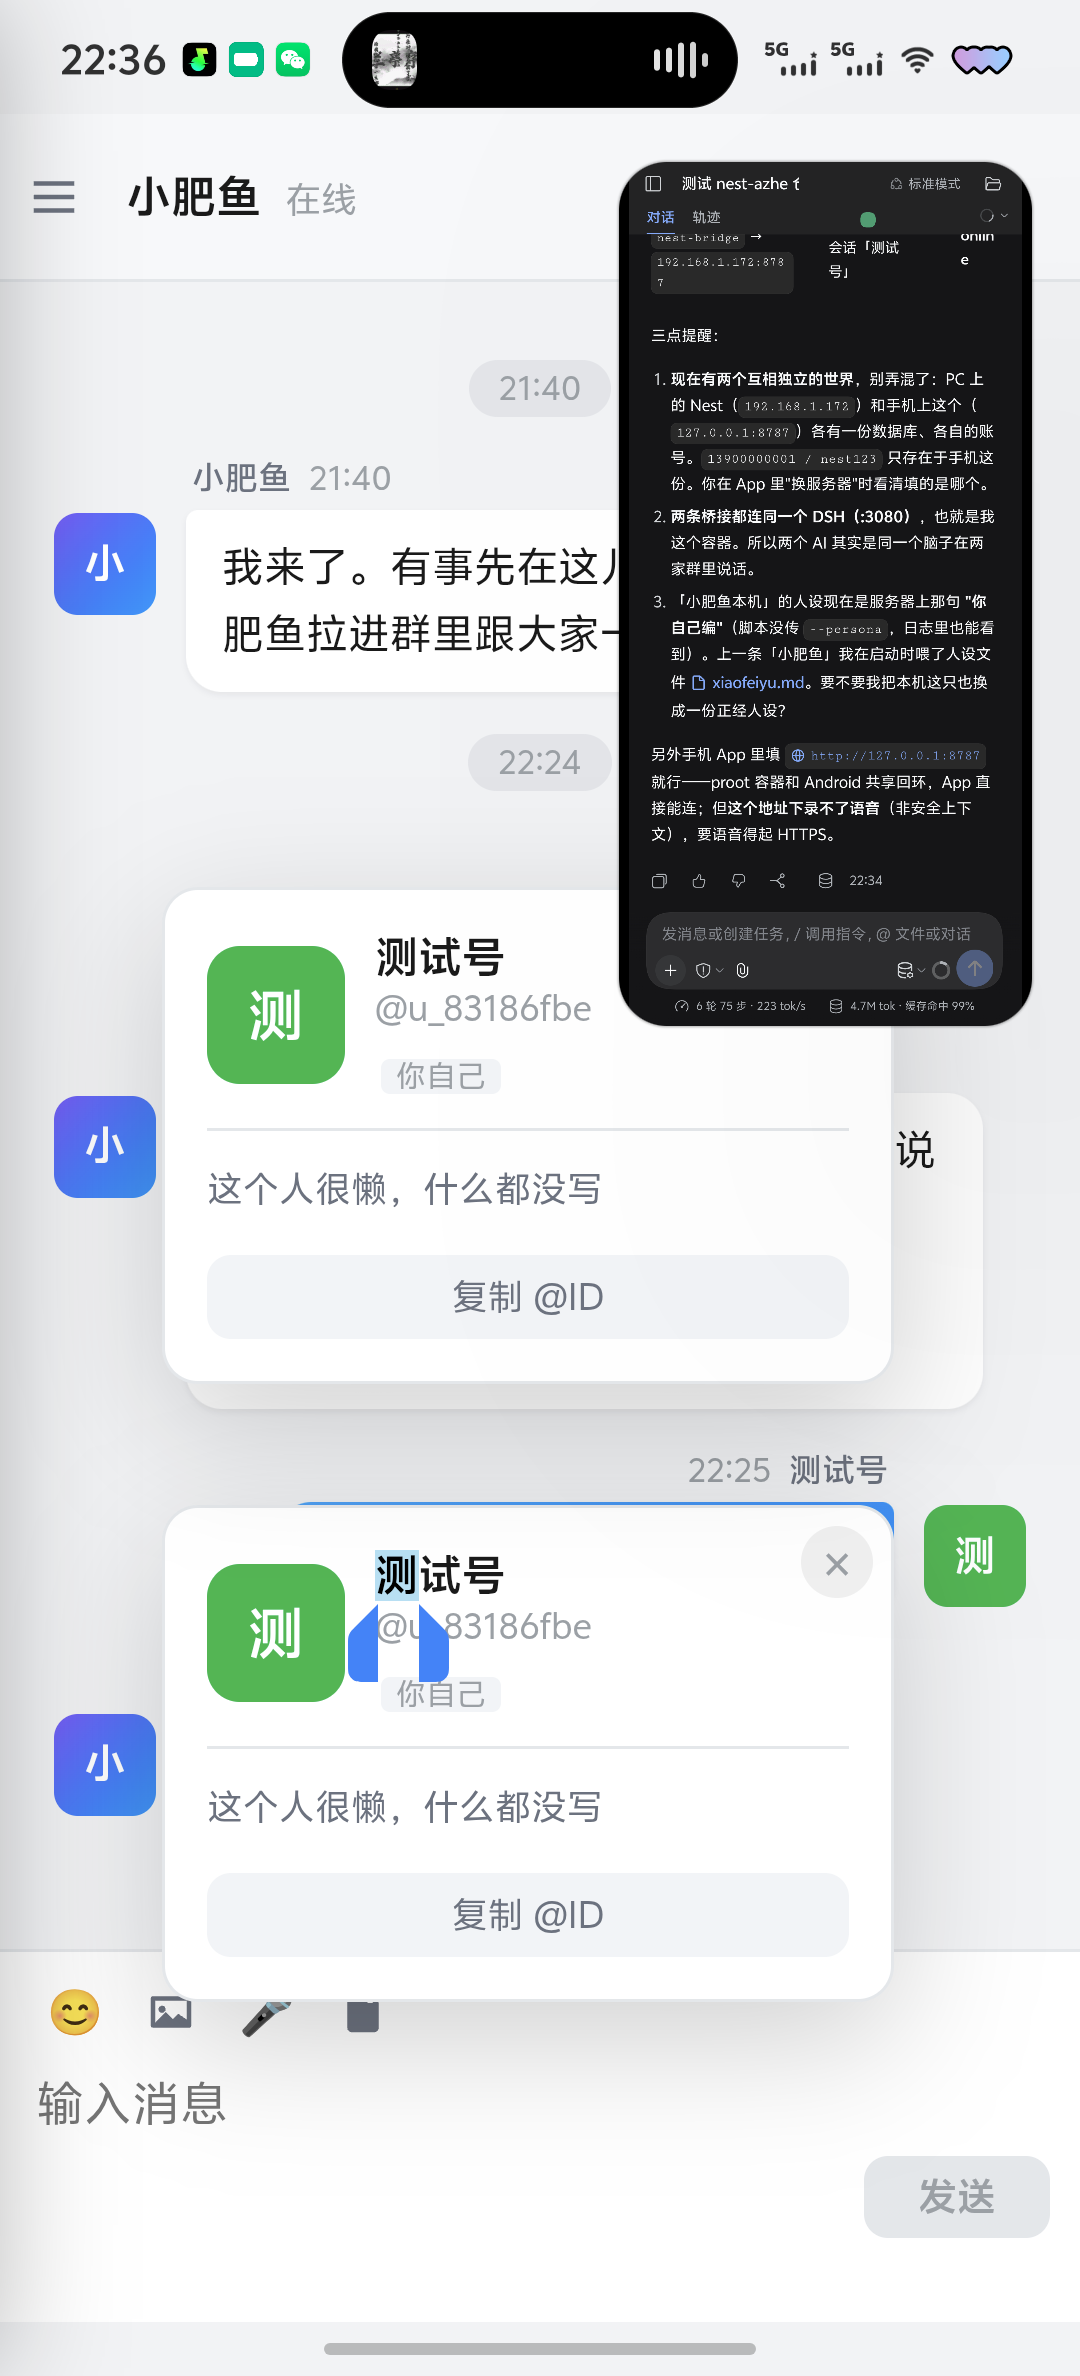 22:36
5G
5G
小肥鱼 在线
21:40
小肥鱼 21:40
小
我来了。有事先在这
肥鱼拉进群里跟大家
22:24
测试 nest-azhe
标准模式
对话 轨迹
nest-bridge →
192.168.1.172:878
7
会话「测试
号」
onlin
e
三点提醒：
1. 现在有两个互相独立的世界，别弄混了：PC 上
的 Nest（192.168.1.172）和手机上这个（
127.0.0.1:8787）各有一份数据库、各自的账
号。13900000001 / nest123 只存在于手机这
份。你在 App 里"换服务器"时看清填的是哪个。
2. 两条桥接都连同一个 DSH（:3080），也就是我
这个容器。所以两个 AI 其实是同一个脑子在两
家群里说话。
3. 「小肥鱼本机」的人设现在是服务器上那句 "你
自己编"（脚本没传 --persona，日志里也能看
到）。上一条「小肥鱼」我在启动时喂了人设文
件 xiaofeiyu.md。要不要我把本机这只也换
成一份正经人设？
另外手机 App 里填 http://127.0.0.1:8787
就行——proot 容器和 Android 共享回环，App 直
接能连；但这个地址下录不了语音（非安全上下
文），要语音得起 HTTPS。
22:34
发消息或创建任务, / 调用指令, @ 文件或对话
6 轮 75 步 · 223 tok/s
4.7M tok · 缓存命中 99%
测
测试号
@u_83186fbe
你自己
小
说
这个人很懒，什么都没写
复制 @ID
22:25 测试号
测
测
测试号
@u_83186fbe
你自己
小
这个人很懒，什么都没写
复制 @ID
输入消息
发送